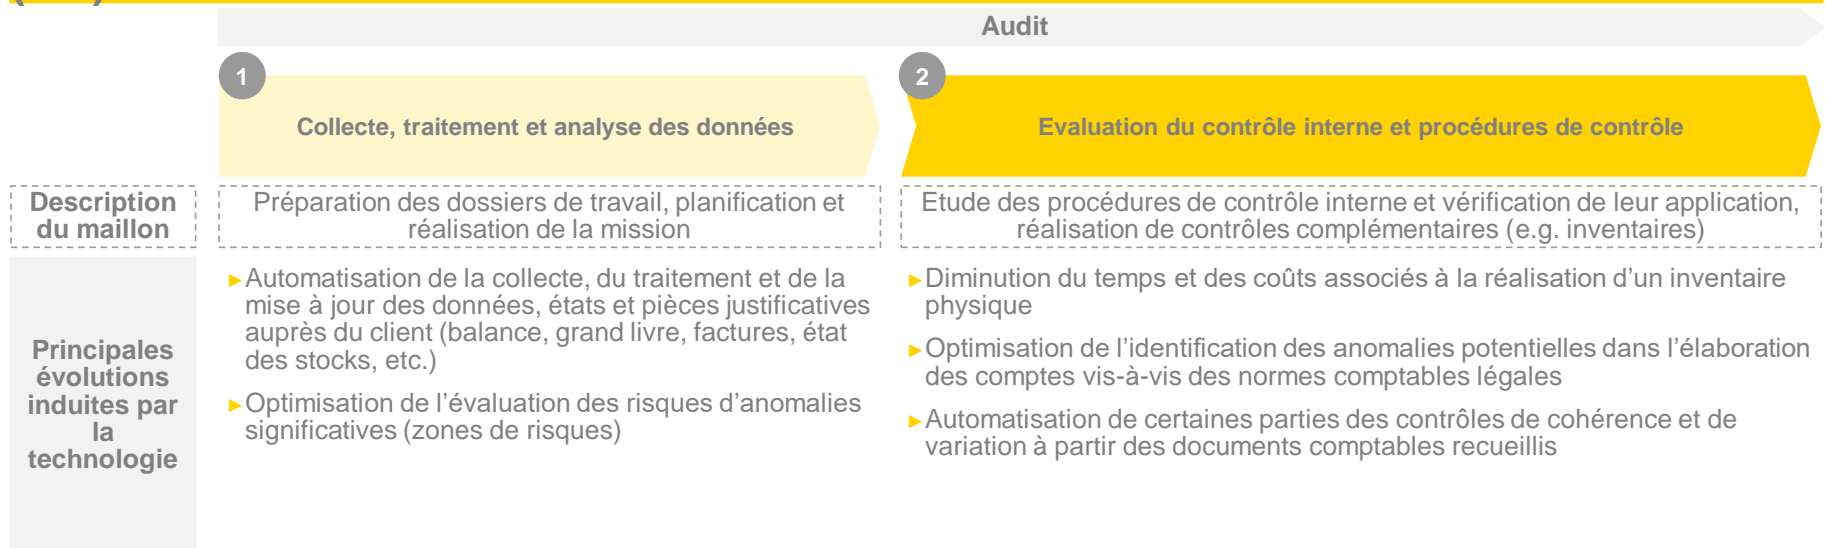 Audit
1
2
Collecte, traitement et analyse des données
Evaluation du contrôle interne et procédures de contrôle
Description
du maillon
Préparation des dossiers de travail, planification et
réalisation de la mission
Etude des procédures de contrôle interne et vérification de leur application,
réalisation de contrôles complémentaires (e.g. inventaires)
Principales
évolutions
induites par
la
technologie
►Automatisation de la collecte, du traitement et de la
mise à jour des données, états et pièces justificatives
auprès du client (balance, grand livre, factures, état
des stocks, etc.)
►Optimisation de l’évaluation des risques d’anomalies
significatives (zones de risques)
►Diminution du temps et des coûts associés à la réalisation d’un inventaire
physique
►Optimisation de l’identification des anomalies potentielles dans l’élaboration
des comptes vis-à-vis des normes comptables légales
►Automatisation de certaines parties des contrôles de cohérence et de
variation à partir des documents comptables recueillis